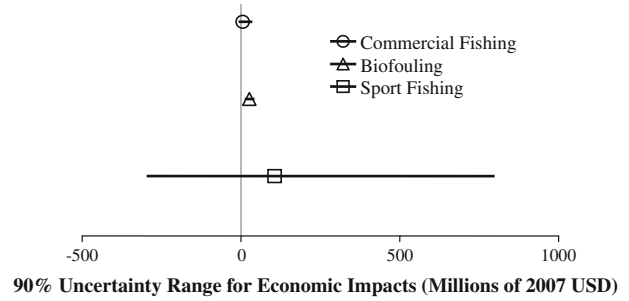 Commercial Fishing
Biofouling
Sport Fishing
-500 0 500 1000
90% Uncertainty Range for Economic Impacts (Millions of 2007 USD)